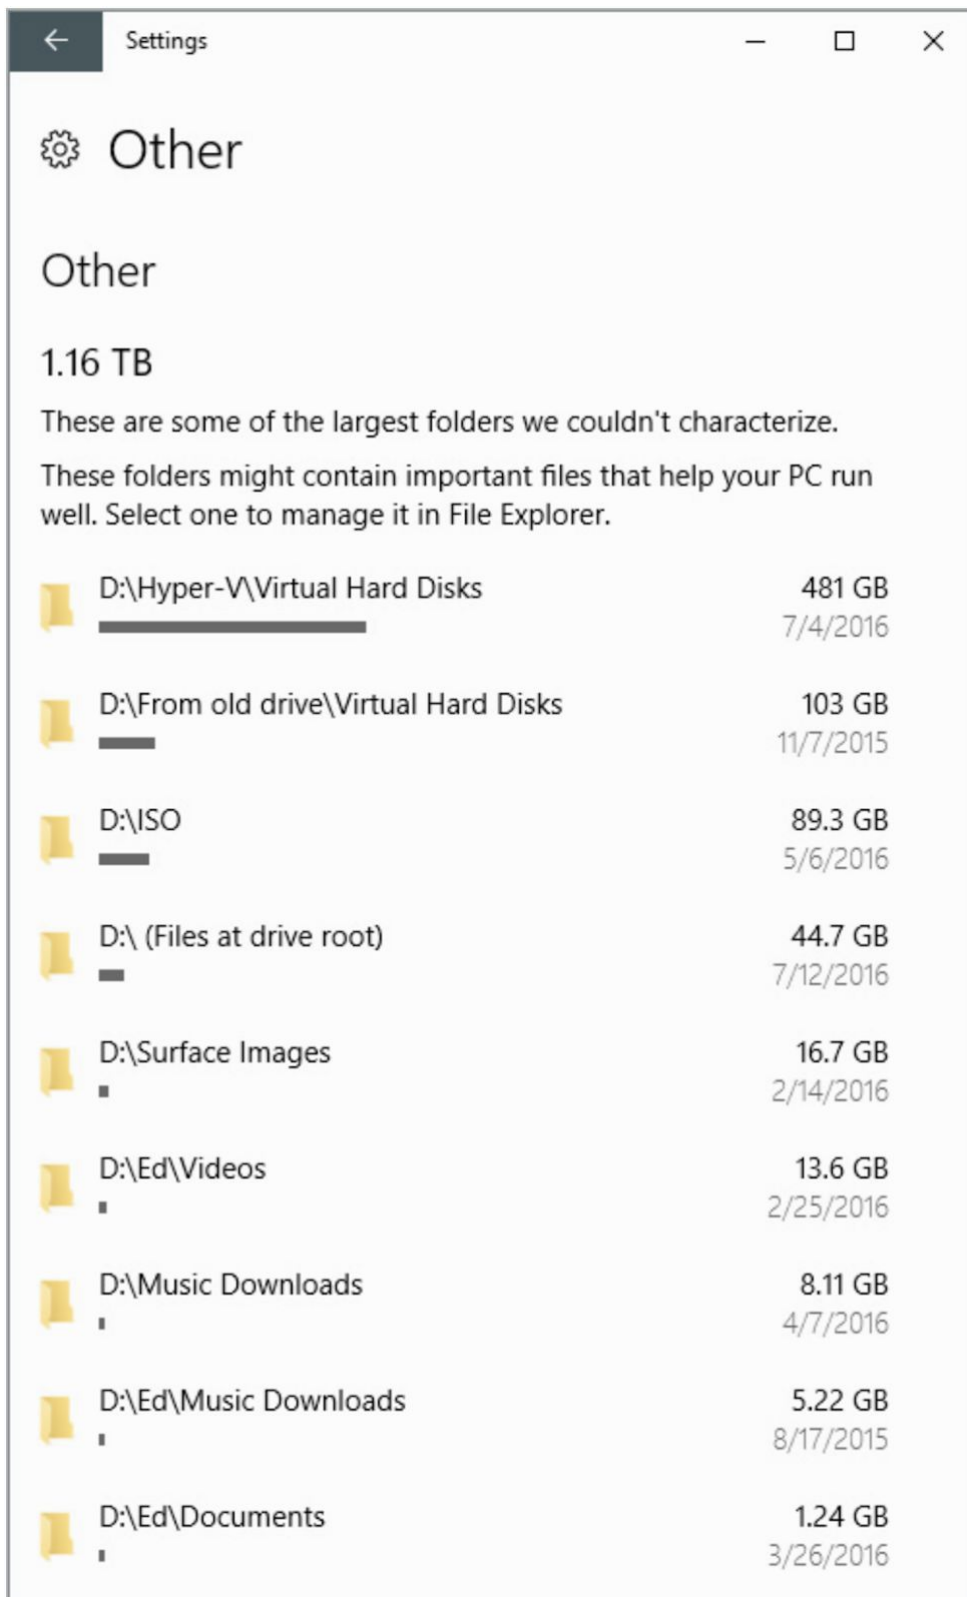 Settings
Other
Other
1.16 TB
These are some of the largest folders we couldn't characterize.
These folders might contain important files that help your PC run
well. Select one to manage it in File Explorer.
D:\Hyper-V\Virtual Hard Disks 481 GB
7/4/2016
D:\From old drive\Virtual Hard Disks 103 GB
11/7/2015
D:\ISO 89.3 GB
5/6/2016
D:\ (Files at drive root) 44.7 GB
7/12/2016
D:\Surface Images 16.7 GB
2/14/2016
D:\Ed\Videos 13.6 GB
2/25/2016
D:\Music Downloads 8.11 GB
4/7/2016
D:\Ed\Music Downloads 5.22 GB
8/17/2015
D:\Ed\Documents 1.24 GB
3/26/2016